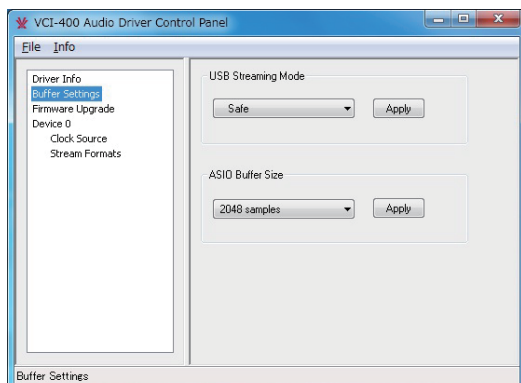 VCI-400 Audio Driver Control Panel
File Info
Driver Info
Buffer Settings
Firmware Upgrade
Device 0
Clock Source
Stream Formats
USB Streaming Mode
Safe
Apply
ASIO Buffer Size
2048 samples
Apply
Buffer Settings